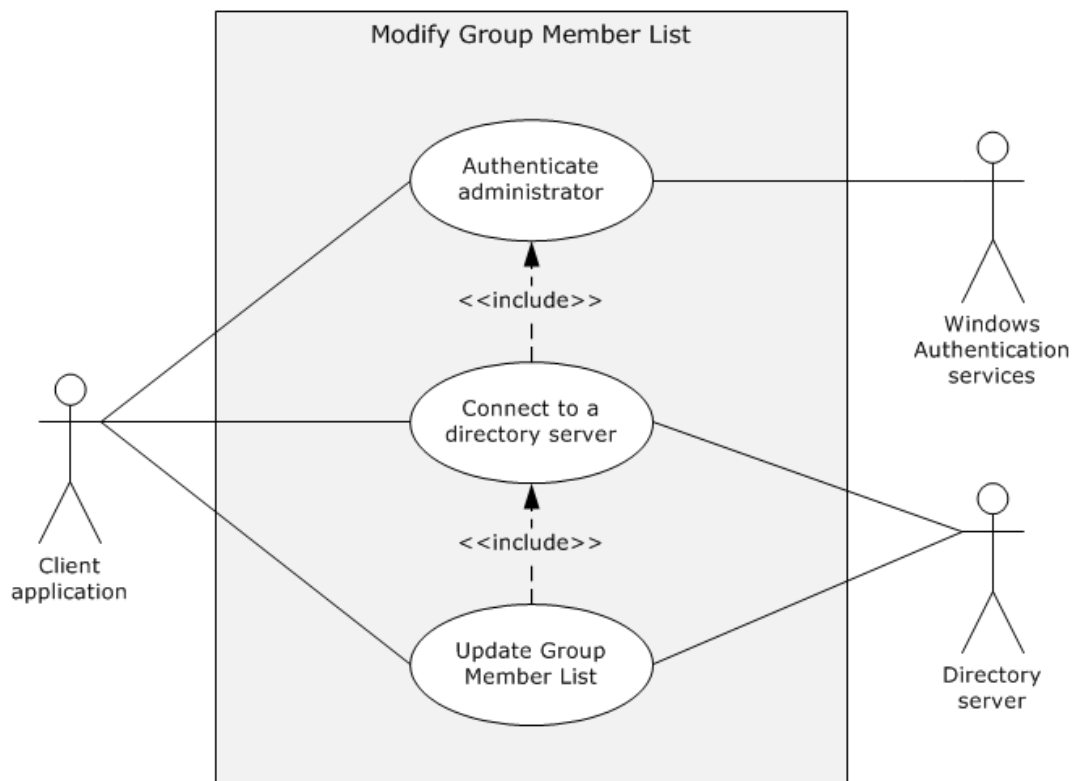 Modify Group Member List
Authenticate
administrator
<<include>>
Windows
Authentication
services
Connect to a
directory server
Client
application
<<include>>
Update Group
Member List
Directory
server